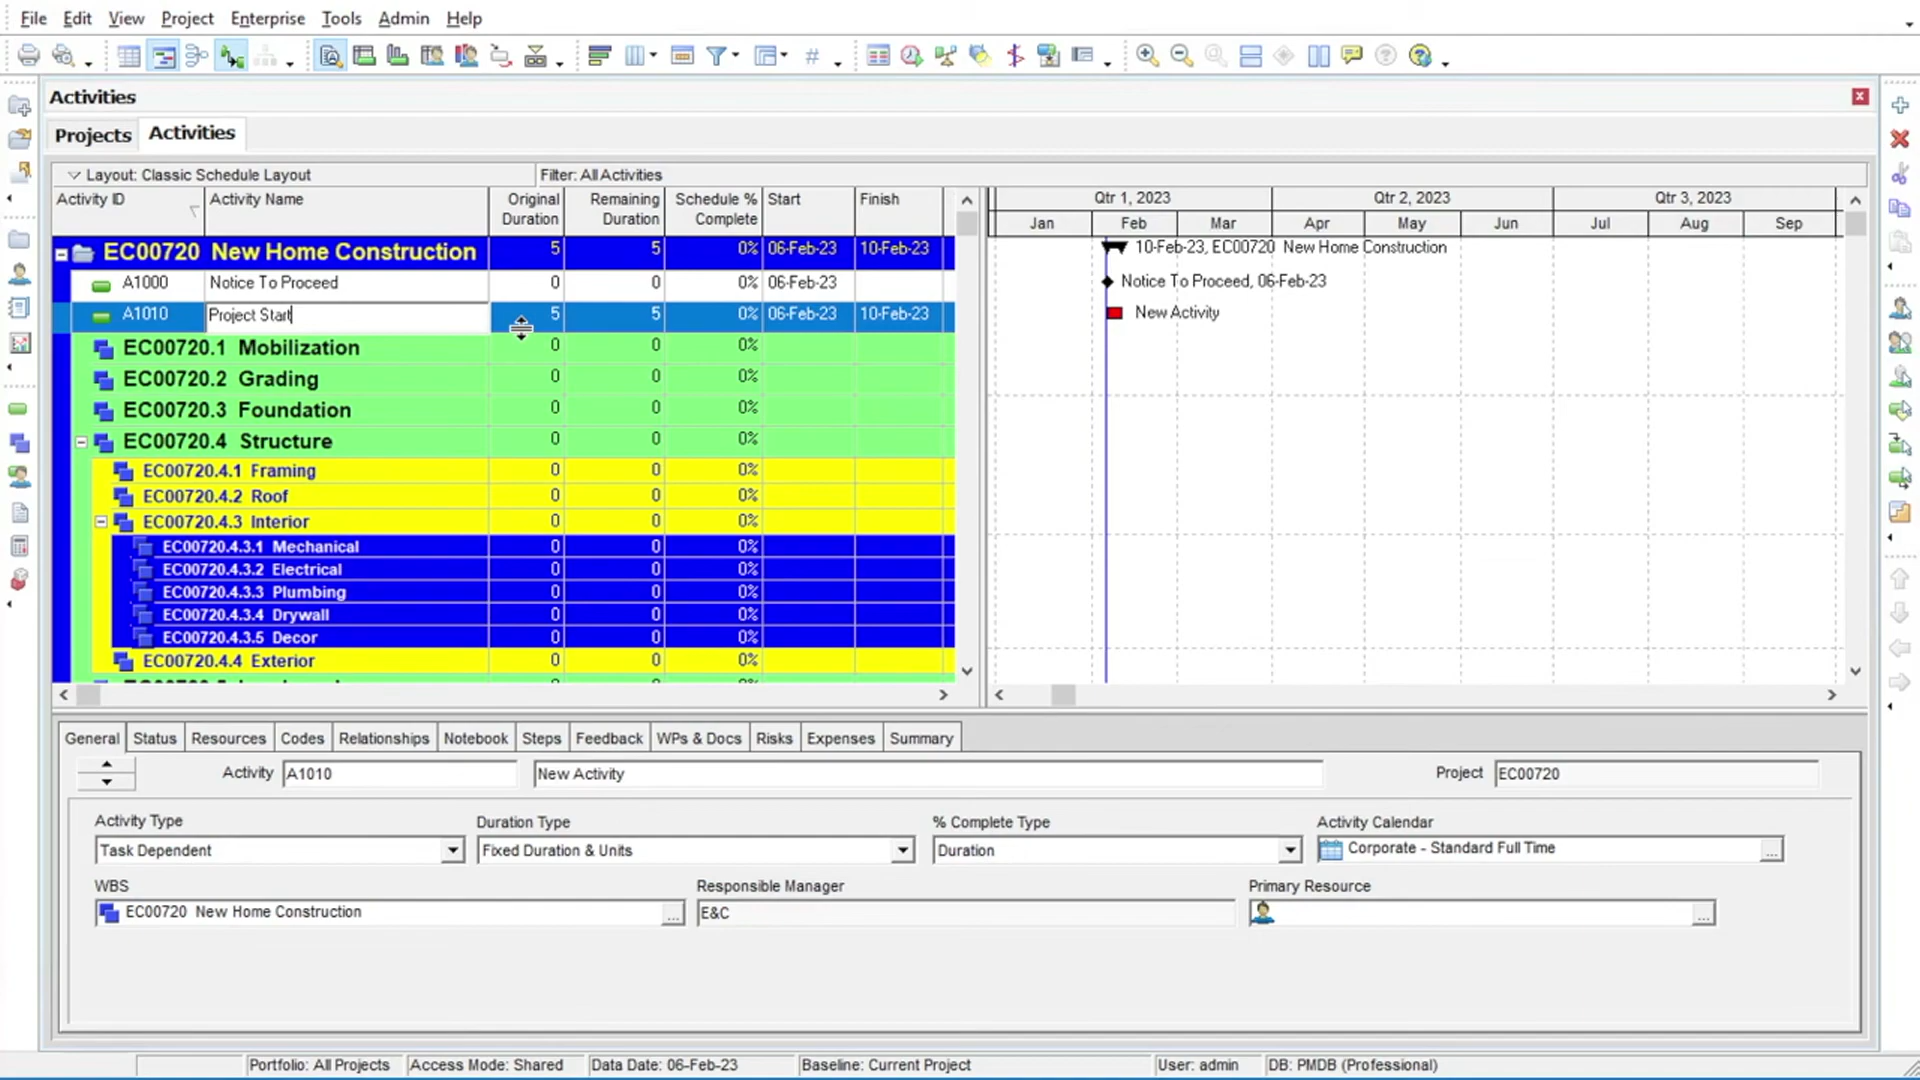 File Edit View Project Enterprise Tools Admin Help
Activities
Projects Activities
Layout: Classic Schedule Layout Filter: All Activities
Activity ID Activity Name Original Duration Remaining Duration Schedule % Complete Start Finish
Qtr 1, 2023 Qtr 2, 2023 Qtr 3, 2023
Jan Feb Mar Apr May Jun Jul Aug Sep
EC00720 New Home Construction 5 5 0% 06-Feb-23 10-Feb-23 10-Feb-23, EC00720 New Home Construction
A1000 Notice To Proceed 0 0 0% 06-Feb-23 Notice To Proceed, 06-Feb-23
A1010 Project Start 5 5 0% 06-Feb-23 10-Feb-23 New Activity
EC00720.1 Mobilization 0 0 0%
EC00720.2 Grading 0 0 0%
EC00720.3 Foundation 0 0 0%
EC00720.4 Structure 0 0 0%
EC00720.4.1 Framing 0 0 0%
EC00720.4.2 Roof 0 0 0%
EC00720.4.3 Interior 0 0 0%
EC00720.4.3.1 Mechanical 0 0 0%
EC00720.4.3.2 Electrical 0 0 0%
EC00720.4.3.3 Plumbing 0 0 0%
EC00720.4.3.4 Drywall 0 0 0%
EC00720.4.3.5 Decor 0 0 0%
EC00720.4.4 Exterior 0 0 0%
General Status Resources Codes Relationships Notebook Steps Feedback WPs & Docs Risks Expenses Summary
Activity A1010 New Activity Project EC00720
Activity Type Duration Type % Complete Type Activity Calendar
Task Dependent Fixed Duration & Units Duration Corporate - Standard Full Time ...
WBS Responsible Manager Primary Resource
EC00720 New Home Construction ... E&C ...
Portfolio: All Projects Access Mode: Shared Data Date: 06-Feb-23 Baseline: Current Project User: admin DB: PMDB (Professional)